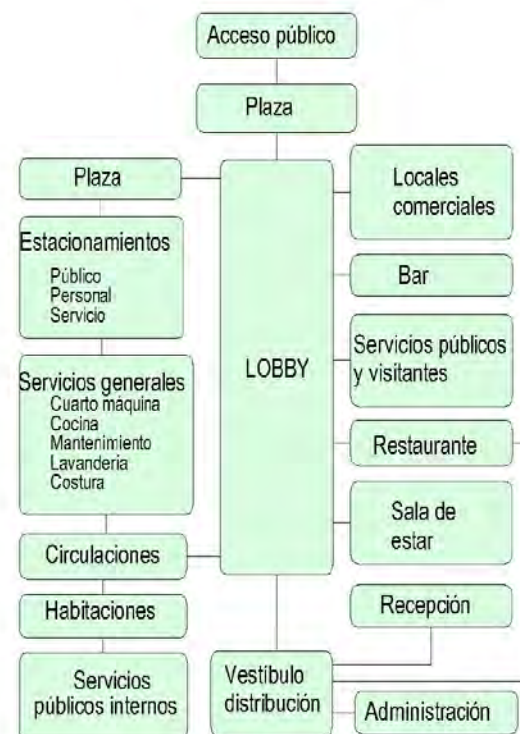 Acceso público
Plaza
Plaza
Estacionamientos
Público
Personal
Servicio
Servicios generales
Cuarto máquina
Cocina
Mantenimiento
Lavanderia
Costura
Circulaciones
Habitaciones
Servicios
públicos internos
LOBBY
Vestíbulo
distribución
Locales
comerciales
Bar
Servicios públicos
y visitantes
Restaurante
Sala de
estar
Recepción
Administración